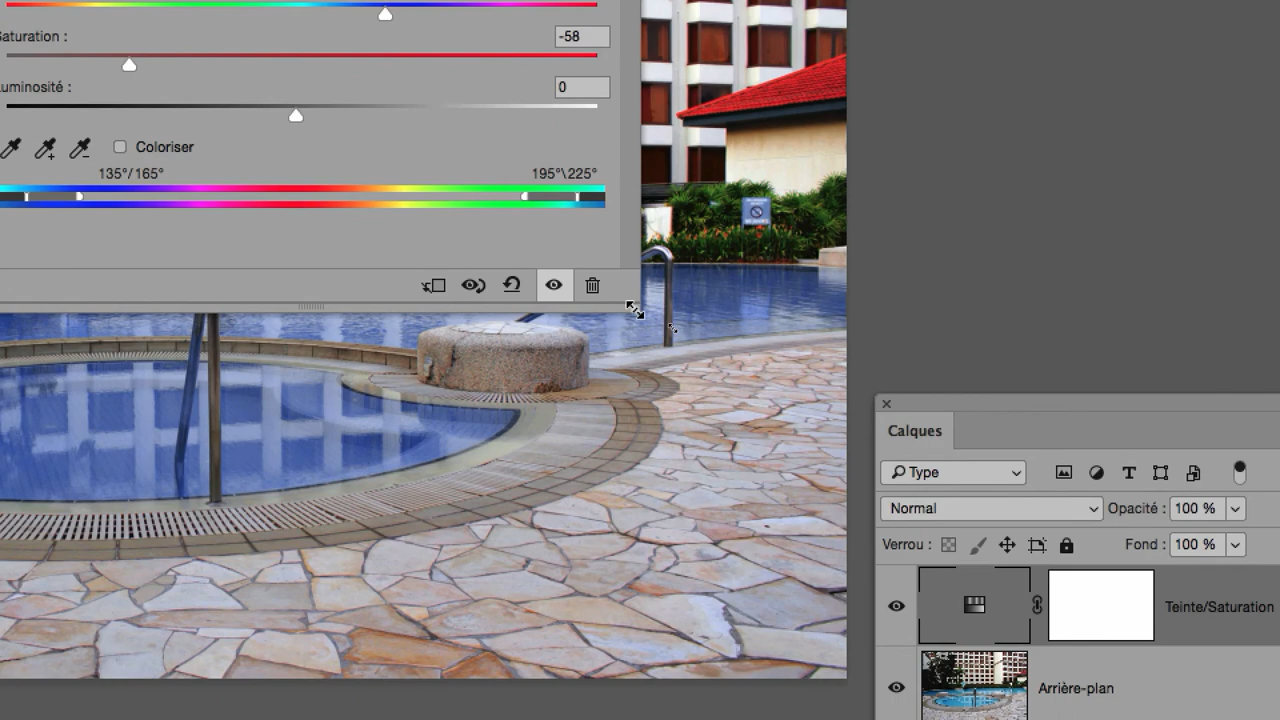 Saturation :
-58
uminosité :
0
Coloriser
135°/165°
195°\225°
Calques
Type
Normal
Opacité :
100 %
Verrou :
Fond :
100 %
Teinte/Saturation
Arrière-plan